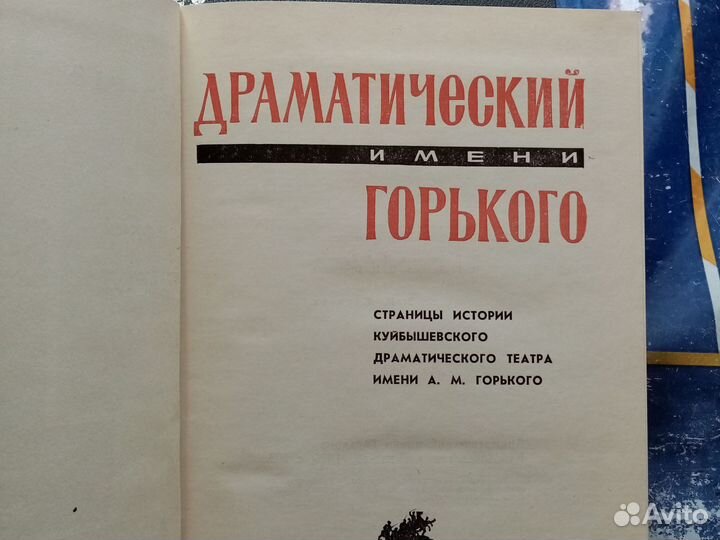 ДРАМАТИЧЕСКИЙ
ИМЕНИ
ГОРЬКОГО
СТРАНИЦЫ ИСТОРИИ
КУЙБЫШЕВСКОГО
ДРАМАТИЧЕСКОГО ТЕАТРА
ИМЕНИ А. М. ГОРЬКОГО
Avito